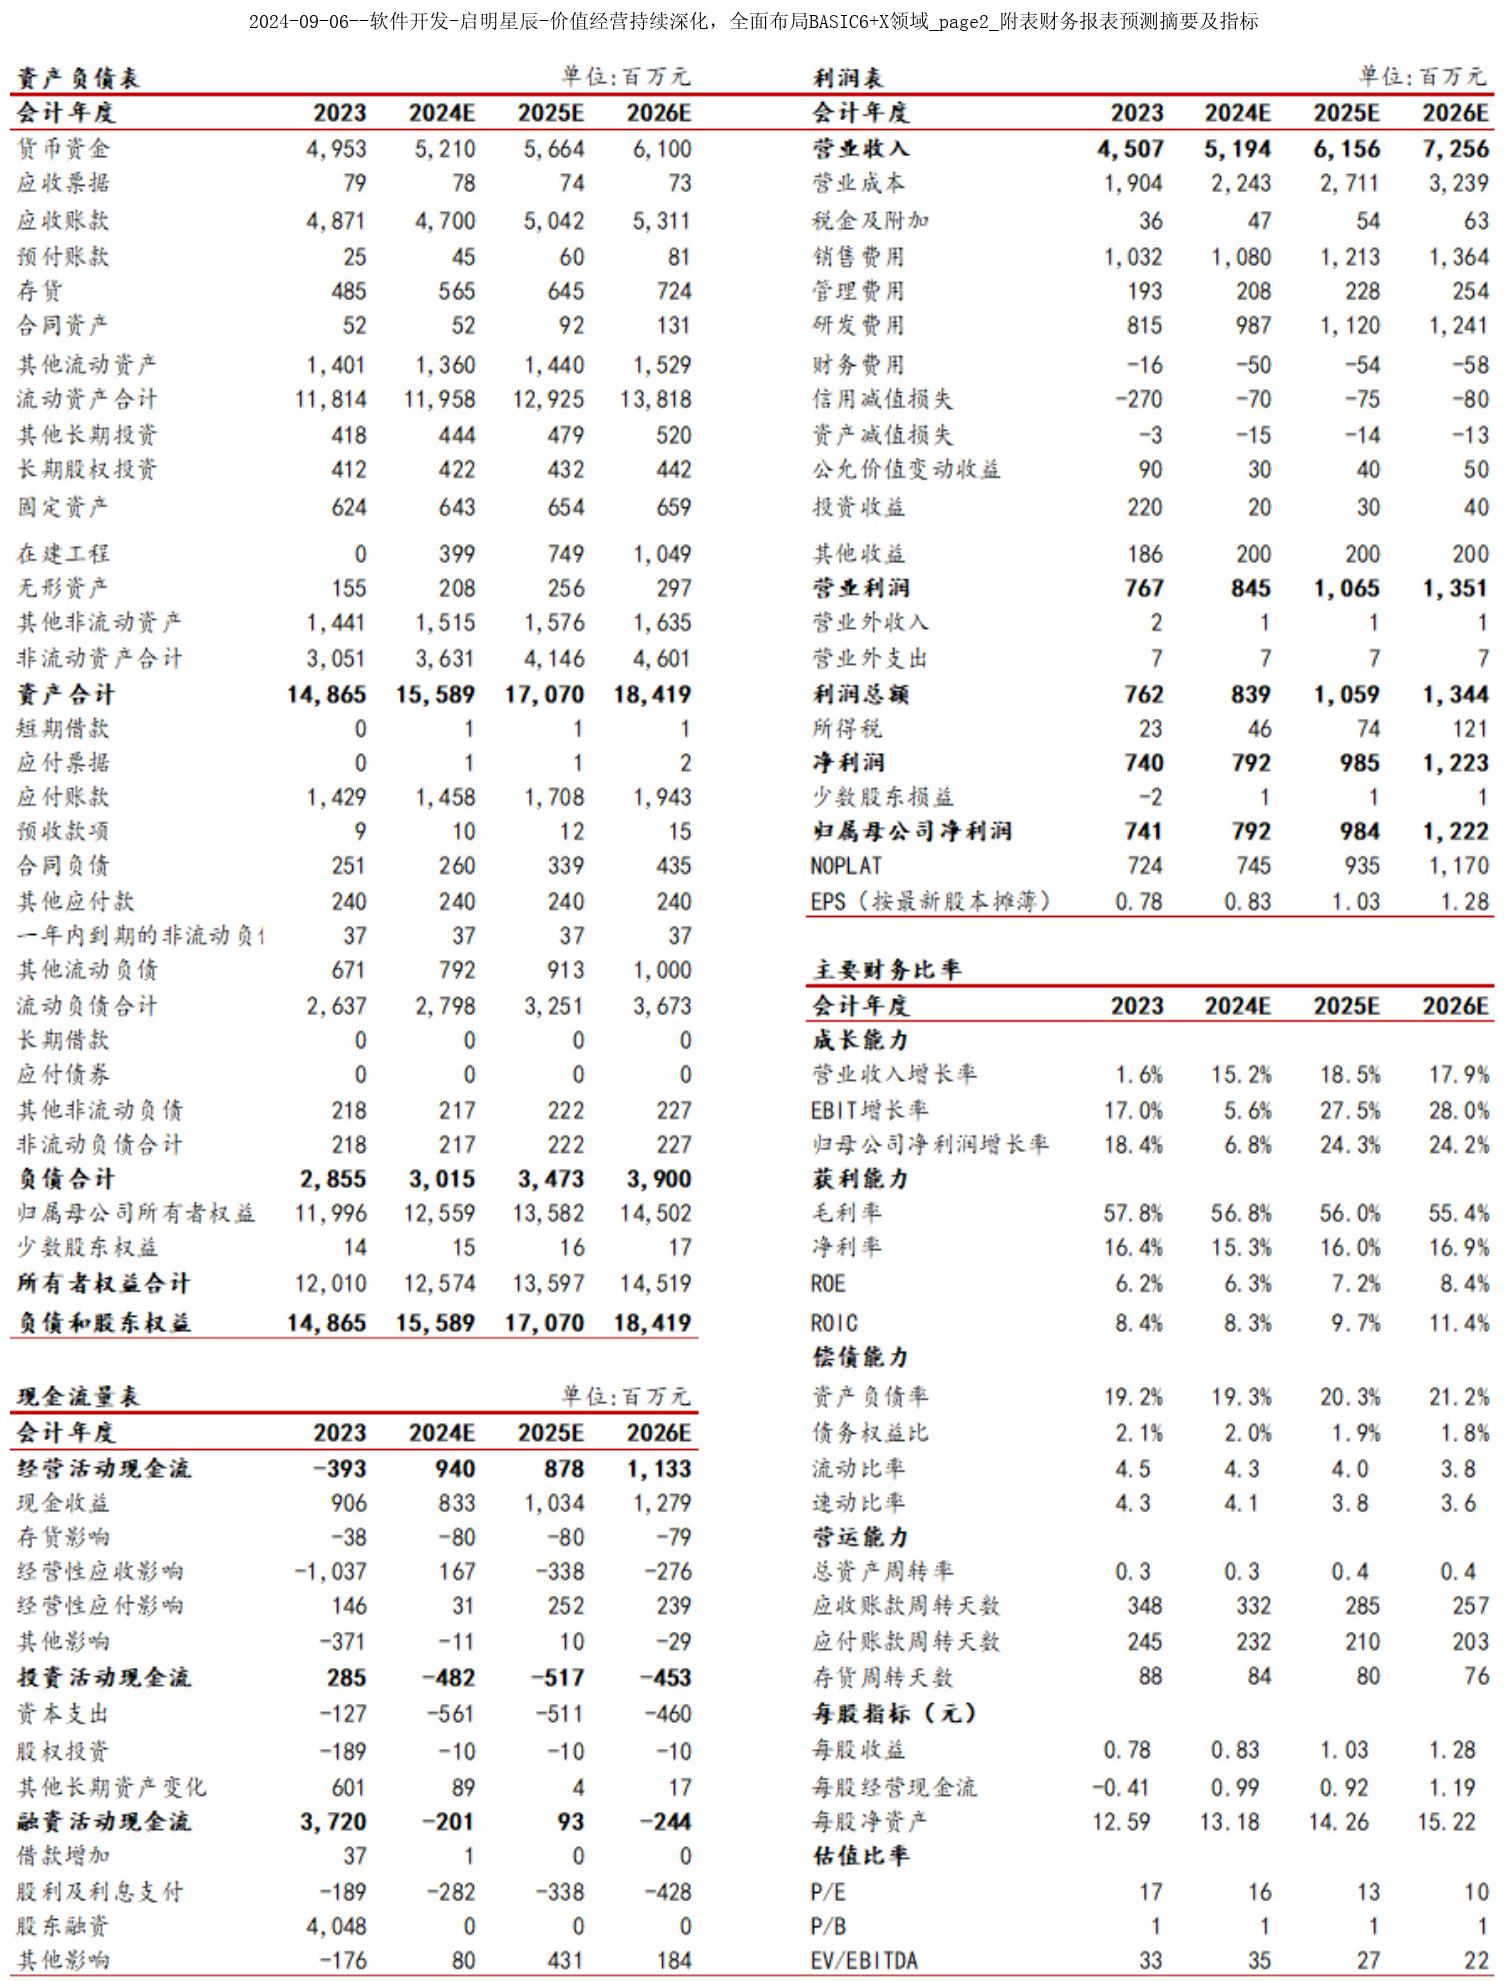 2024-09-06--软件开发-启明星辰-价值经营持续深化，全面布局BASIC6+X领域_page2_附表财务报表预测摘要及指标
资产负债表 单位:百万元
会计年度 2023 2024E 2025E 2026E
货币资金 4,953 5,210 5,664 6,100
应收票据 79 78 74 73
应收账款 4,871 4,700 5,042 5,311
预付账款 25 45 60 81
存货 485 565 645 724
合同资产 52 52 92 131
其他流动资产 1,401 1,360 1,440 1,529
流动资产合计 11,814 11,958 12,925 13,818
其他长期投资 418 444 479 520
长期股权投资 412 422 432 442
固定资产 624 643 654 659
在建工程 0 399 749 1,049
无形资产 155 208 256 297
其他非流动资产 1,441 1,515 1,576 1,635
非流动资产合计 3,051 3,631 4,146 4,601
资产合计 14,865 15,589 17,070 18,419
短期借款 0 1 1 1
应付票据 0 1 1 2
应付账款 1,429 1,458 1,708 1,943
预收款项 9 10 12 15
合同负债 251 260 339 435
其他应付款 240 240 240 240
一年内到期的非流动负 37 37 37 37
其他流动负债 671 792 913 1,000
流动负债合计 2,637 2,798 3,251 3,673
长期借款 0 0 0 0
应付债券 0 0 0 0
其他非流动负债 218 217 222 227
非流动负债合计 218 217 222 227
负债合计 2,855 3,015 3,473 3,900
归属母公司所有者权益 11,996 12,559 13,582 14,502
少数股东权益 14 15 16 17
所有者权益合计 12,010 12,574 13,597 14,519
负债和股东权益 14,865 15,589 17,070 18,419
现金流量表 单位:百万元
会计年度 2023 2024E 2025E 2026E
经营活动现金流 -393 940 878 1,133
现金收益 906 833 1,034 1,279
存货影响 -38 -80 -80 -79
经营性应收影响 -1,037 167 -338 -276
经营性应付影响 146 31 252 239
其他影响 -371 -11 10 -29
投资活动现金流 285 -482 -517 -453
资本支出 -127 -561 -511 -460
股权投资 -189 -10 -10 -10
其他长期资产变化 601 89 4 17
融资活动现金流 3,720 -201 93 -244
借款增加 37 1 0 0
股利及利息支付 -189 -282 -338 -428
股东融资 4,048 0 0 0
其他影响 -176 80 431 184
利润表 单位:百万元
会计年度 2023 2024E 2025E 2026E
营业收入 4,507 5,194 6,156 7,256
营业成本 1,904 2,243 2,711 3,239
税金及附加 36 47 54 63
销售费用 1,032 1,080 1,213 1,364
管理费用 193 208 228 254
研发费用 815 987 1,120 1,241
财务费用 -16 -50 -54 -58
信用减值损失 -270 -70 -75 -80
资产减值损失 -3 -15 -14 -13
公允价值变动收益 90 30 40 50
投资收益 220 20 30 40
其他收益 186 200 200 200
营业利润 767 845 1,065 1,351
营业外收入 2 1 1 1
营业外支出 7 7 7 7
利润总额 762 839 1,059 1,344
所得税 23 46 74 121
净利润 740 792 985 1,223
少数股东损益 -2 1 1 1
归属母公司净利润 741 792 984 1,222
NOPLAT 724 745 935 1,170
EPS（按最新股本摊薄） 0.78 0.83 1.03 1.28
主要财务比率
会计年度 2023 2024E 2025E 2026E
成长能力
营业收入增长率 1.6% 15.2% 18.5% 17.9%
EBIT增长率 17.0% 5.6% 27.5% 28.0%
归母公司净利润增长率 18.4% 6.8% 24.3% 24.2%
获利能力
毛利率 57.8% 56.8% 56.0% 55.4%
净利率 16.4% 15.3% 16.0% 16.9%
ROE 6.2% 6.3% 7.2% 8.4%
ROIC 8.4% 8.3% 9.7% 11.4%
偿债能力
资产负债率 19.2% 19.3% 20.3% 21.2%
债务权益比 2.1% 2.0% 1.9% 1.8%
流动比率 4.5 4.3 4.0 3.8
速动比率 4.3 4.1 3.8 3.6
营运能力
总资产周转率 0.3 0.3 0.4 0.4
应收账款周转天数 348 332 285 257
应付账款周转天数 245 232 210 203
存货周转天数 88 84 80 76
每股指标（元）
每股收益 0.78 0.83 1.03 1.28
每股经营现金流 -0.41 0.99 0.92 1.19
每股净资产 12.59 13.18 14.26 15.22
估值比率
P/E 17 16 13 10
P/B 1 1 1 1
EV/EBITDA 33 35 27 22